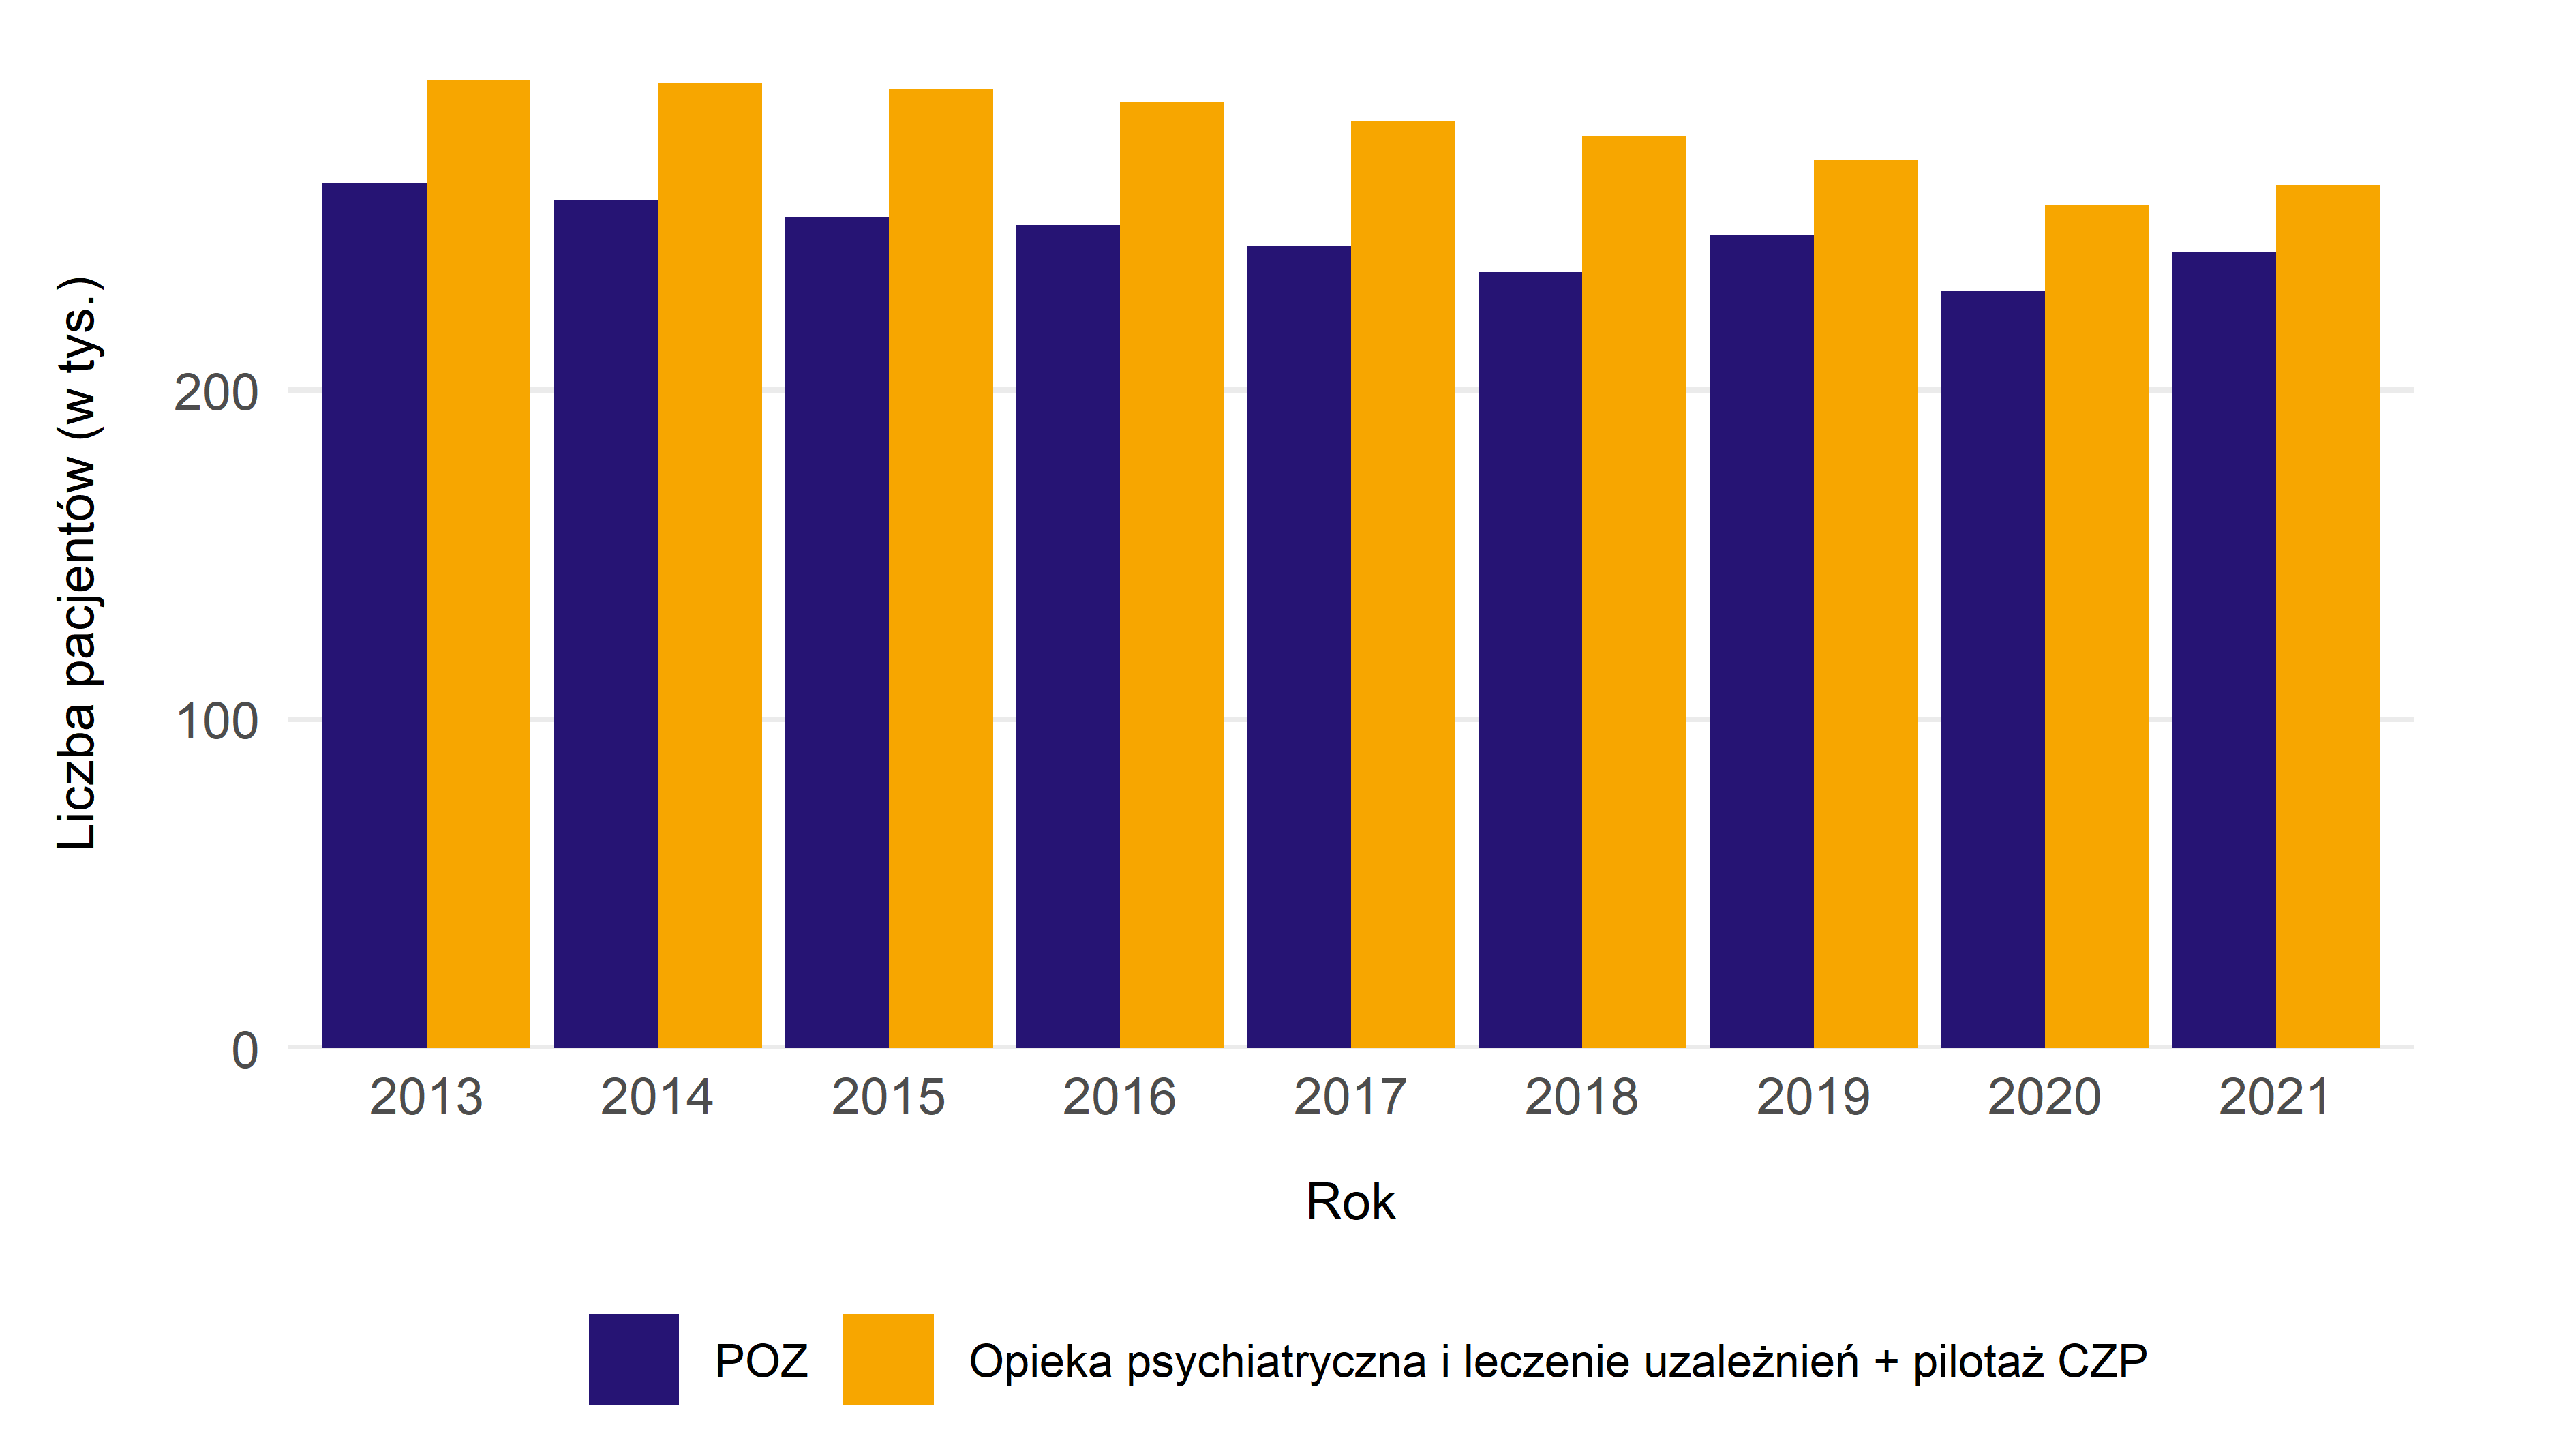 Liczba pacjentów (w tys.)
200
100
0
2013 2014 2015 2016 2017 2018 2019 2020 2021
Rok
POZ Opieka psychiatryczna i leczenie uzależnień + pilotaż CZP